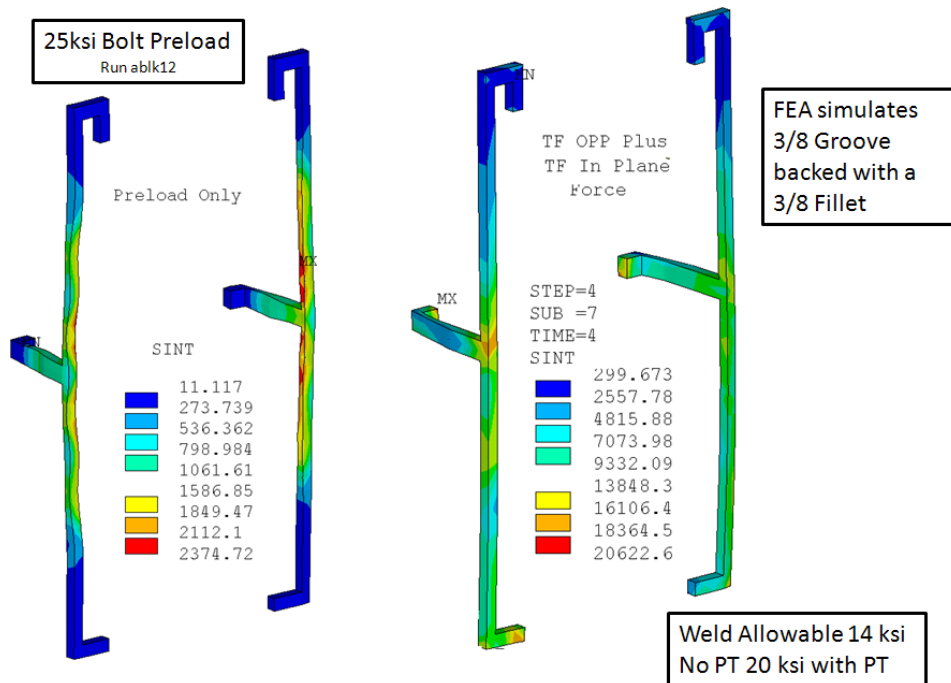 25ksi Bolt Preload
Run ablk12
Preload Only
MX
N
SINT
11.117
273.739
536.362
798.984
1061.61
1586.85
1849.47
2112.1
2374.72
TF OPP Plus
TF In Plane
Force
MX
STEP=4
SUB =7
TIME=4
SINT
299.673
2557.78
4815.88
7073.98
9332.09
13848.3
16106.4
18364.5
20622.6
FEA simulates
3/8 Groove
backed with a
3/8 Fillet
Weld Allowable 14 ksi
No PT 20 ksi with PT